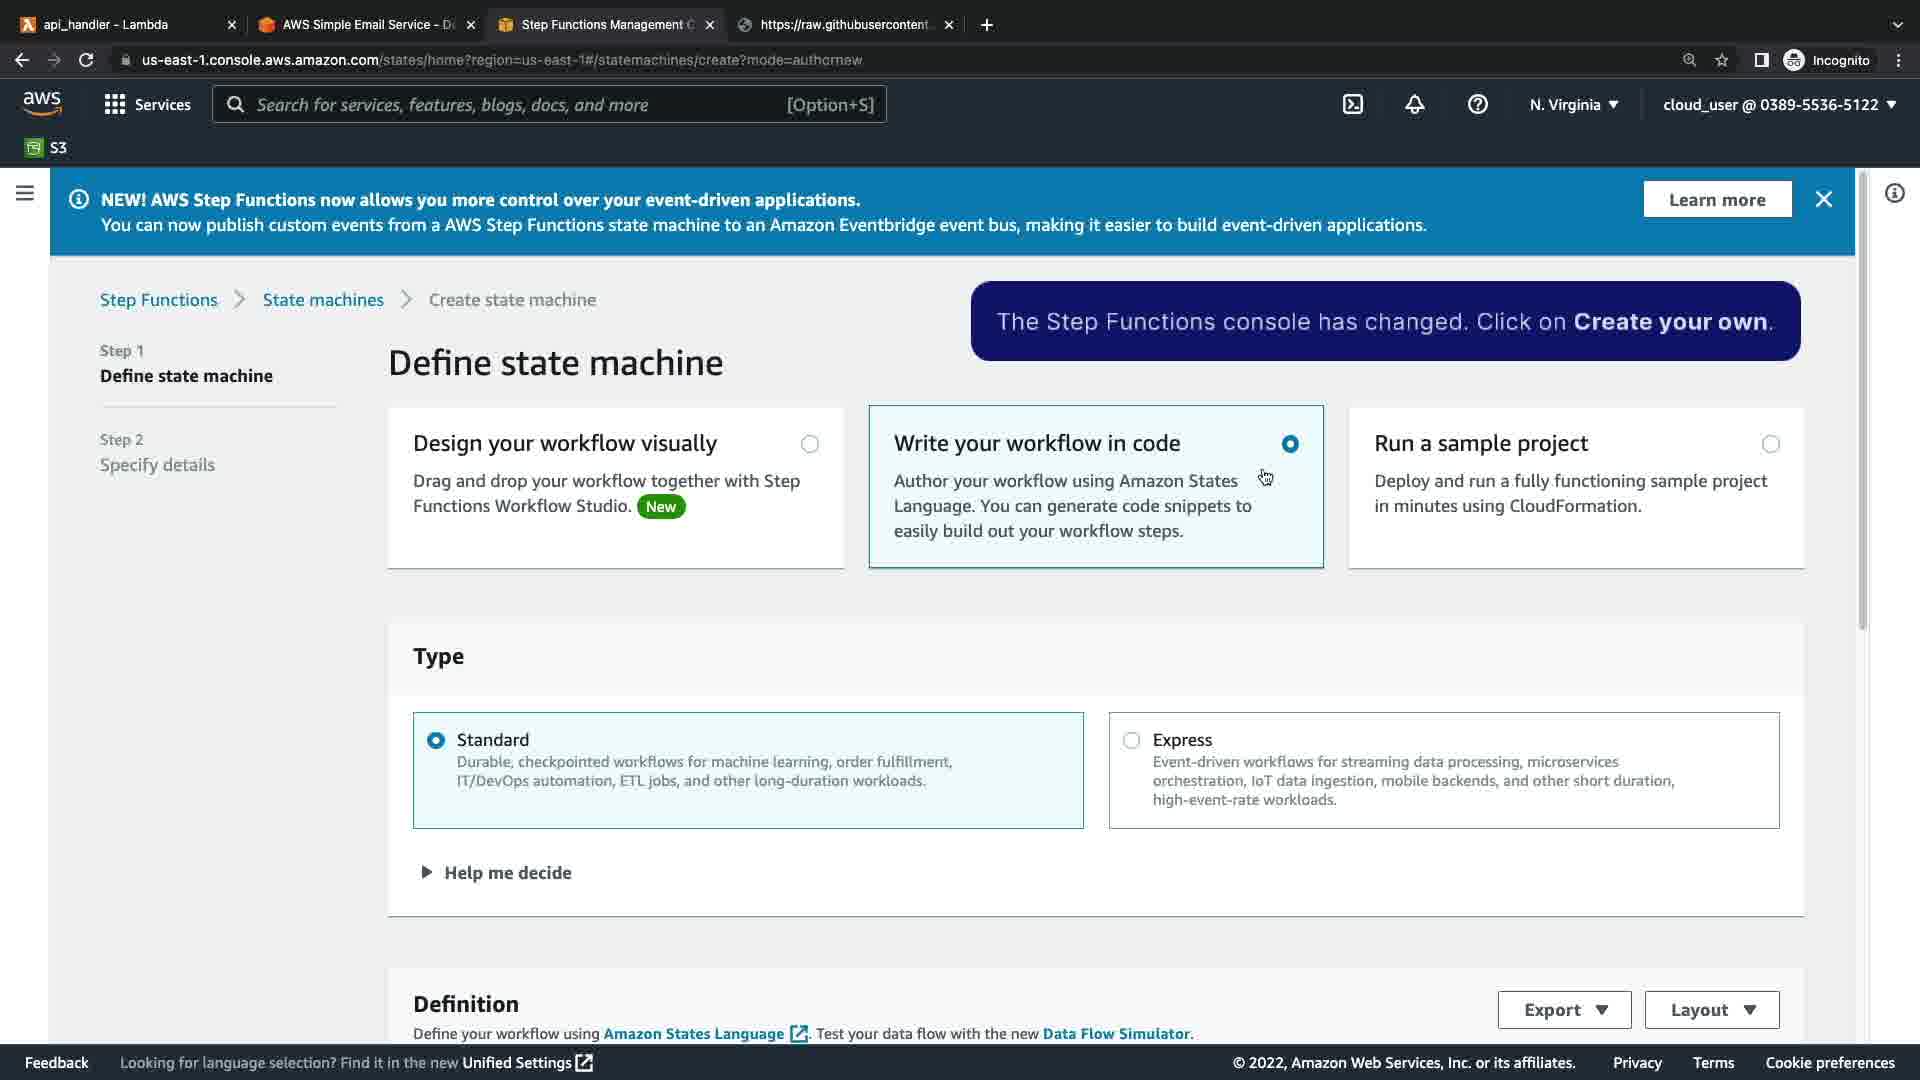 api_handler - Lambda
AWS Simple Email Service - De
Step Functions Management C
https://raw.githubusercontent.
us-east-1.console.aws.amazon.com/states/home?region=us-east-1#/statemachines/create?mode=authornew
Incognito
aws
Services
Search for services, features, blogs, docs, and more
[Option+S]
N. Virginia
cloud_user @ 0389-5536-5122
S3
NEW! AWS Step Functions now allows you more control over your event-driven applications.
You can now publish custom events from a AWS Step Functions state machine to an Amazon Eventbridge event bus, making it easier to build event-driven applications.
Learn more
Step Functions
State machines
Create state machine
The Step Functions console has changed. Click on Create your own.
Step 1
Define state machine
Step 2
Specify details
Define state machine
Design your workflow visually
Drag and drop your workflow together with Step
Functions Workflow Studio. New
Write your workflow in code
Author your workflow using Amazon States
Language. You can generate code snippets to
easily build out your workflow steps.
Run a sample project
Deploy and run a fully functioning sample project
in minutes using CloudFormation.
Type
Standard
Durable, checkpointed workflows for machine learning, order fulfillment,
IT/DevOps automation, ETL jobs, and other long-duration workloads.
Express
Event-driven workflows for streaming data processing, microservices
orchestration, IoT data ingestion, mobile backends, and other short duration,
high-event-rate workloads.
Help me decide
Definition
Define your workflow using Amazon States Language. Test your data flow with the new Data Flow Simulator.
Export
Layout
Feedback
Looking for language selection? Find it in the new Unified Settings
© 2022, Amazon Web Services, Inc. or its affiliates.
Privacy
Terms
Cookie preferences